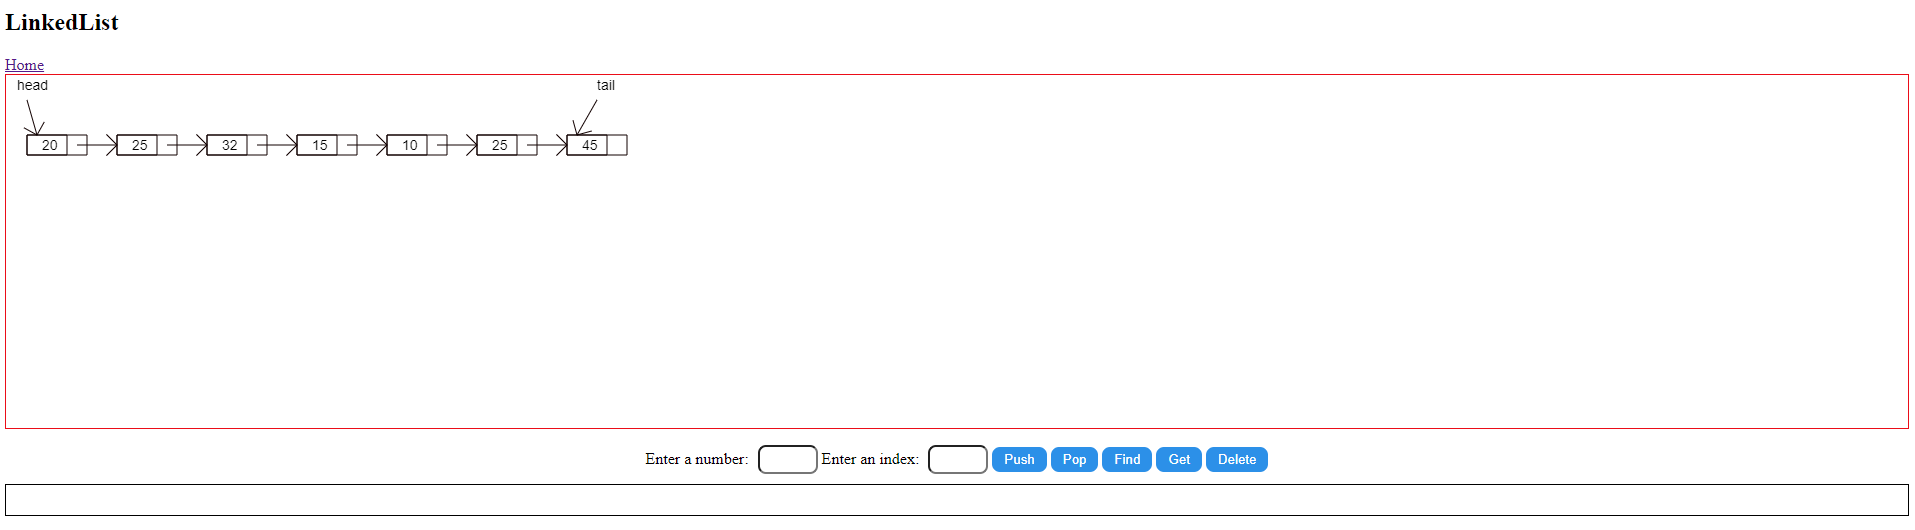 LinkedList
Home
head tail
20 25 32 15 10 25 45
Enter a number: Enter an index: Push Pop Find Get Delete